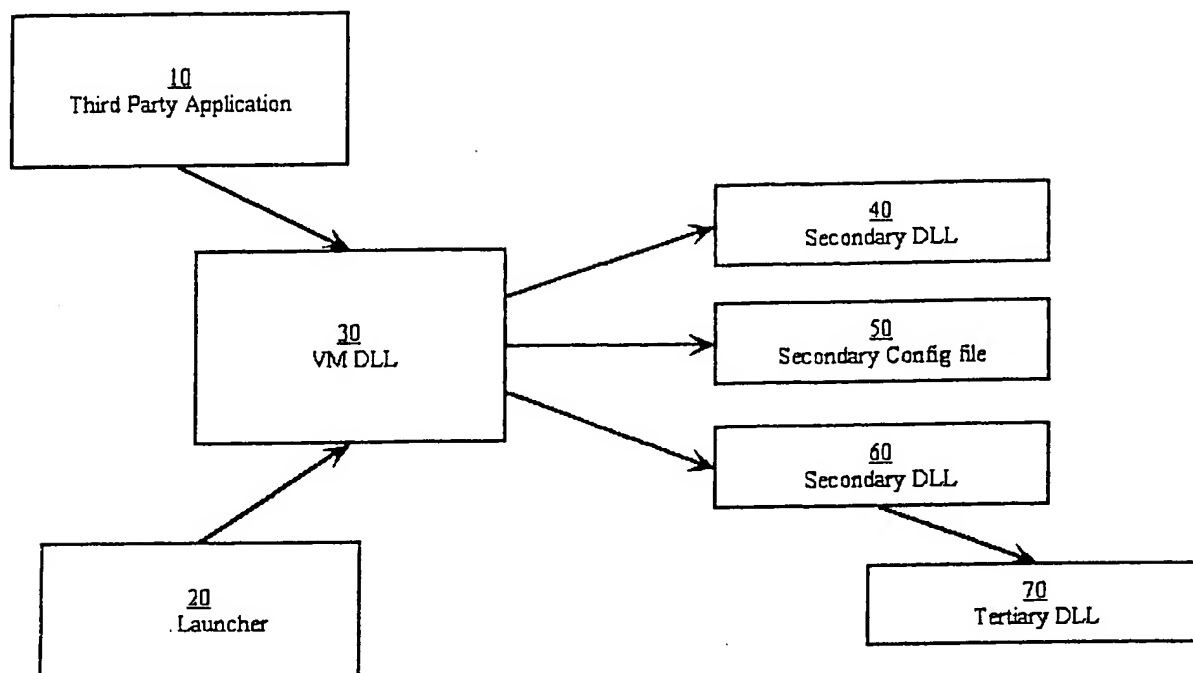 10
Third Party Application
40
Secondary DLL
30
VM DLL
50
Secondary Config file
60
Secondary DLL
20
Launcher
70
Tertiary DLL